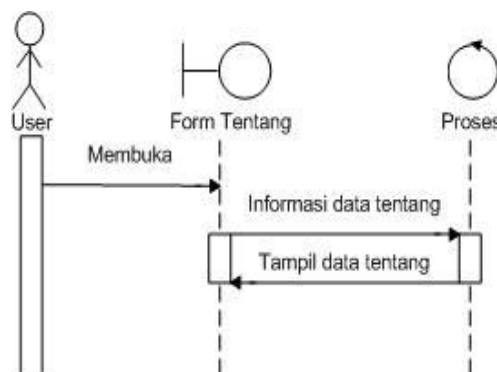 User
Form Tentang
Proses
Membuka
Informasi data tentang
Tampil data tentang